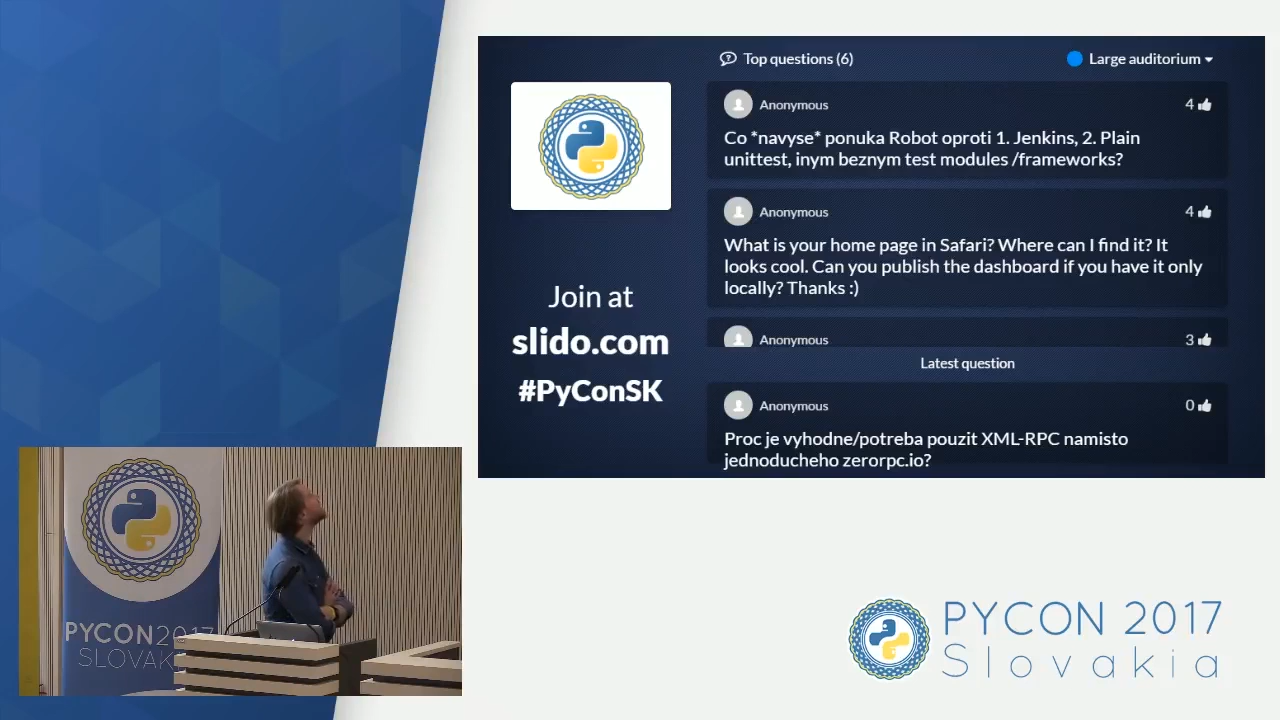 Top questions (6)
Large auditorium
Anonymous
4
Co *navyse* ponuka Robot oproti 1. Jenkins, 2. Plain
unittest, inym beznym test modules /frameworks?
Anonymous
4
What is your home page in Safari? Where can I find it? It
looks cool. Can you publish the dashboard if you have it only
locally? Thanks :)
Anonymous
3
Latest question
Anonymous
0
Proc je vyhodne/potreba pouzit XML-RPC namisto
jednoducheho zerorpc.io?
Join at
slido.com
#PyConSK
PYCON 2017
SLOVAK
PYCON 2017
Slovakia